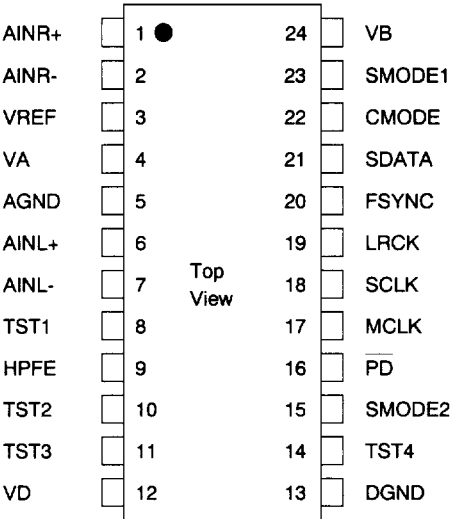 AINR+ 1 24 VB
AINR- 2 23 SMODE1
VREF 3 22 CMODE
VA 4 21 SDATA
AGND 5 20 FSYNC
AINL+ 6 19 LRCK
AINL- 7 Top View 18 SCLK
TST1 8 17 MCLK
HPFE 9 16 PD
TST2 10 15 SMODE2
TST3 11 14 TST4
VD 12 13 DGND